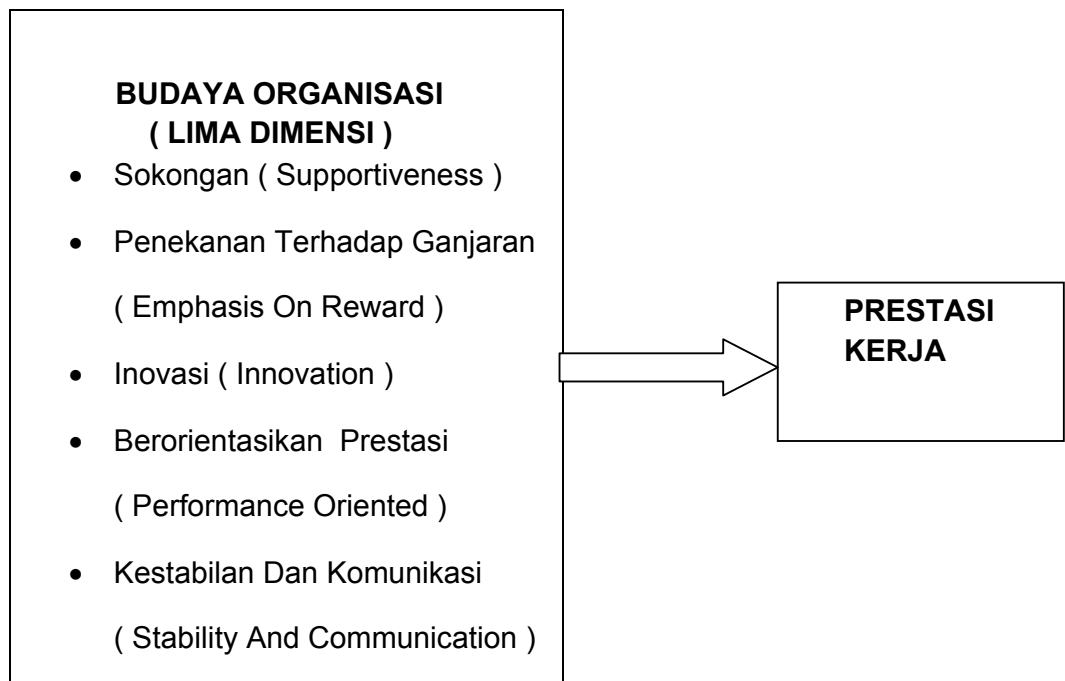 BUDAYA ORGANISASI
( LIMA DIMENSI )
• Sokongan ( Supportiveness )
• Penekanan Terhadap Ganjaran
( Emphasis On Reward )
• Inovasi ( Innovation )
• Berorientasikan Prestasi
( Performance Oriented )
• Kestabilan Dan Komunikasi
( Stability And Communication )
PRESTASI
KERJA